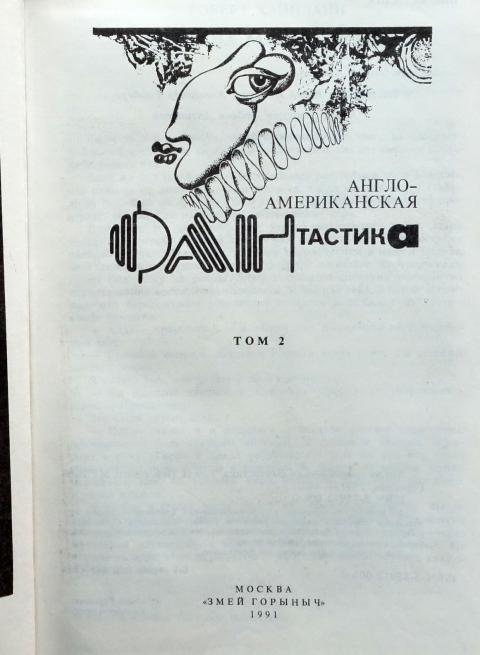 АНГЛО-
АМЕРИКАНСКАЯ
ФАНТАСТИКА
ТОМ 2
МОСКВА
«ЗМЕЙ ГОРЫНЫЧ»
1991